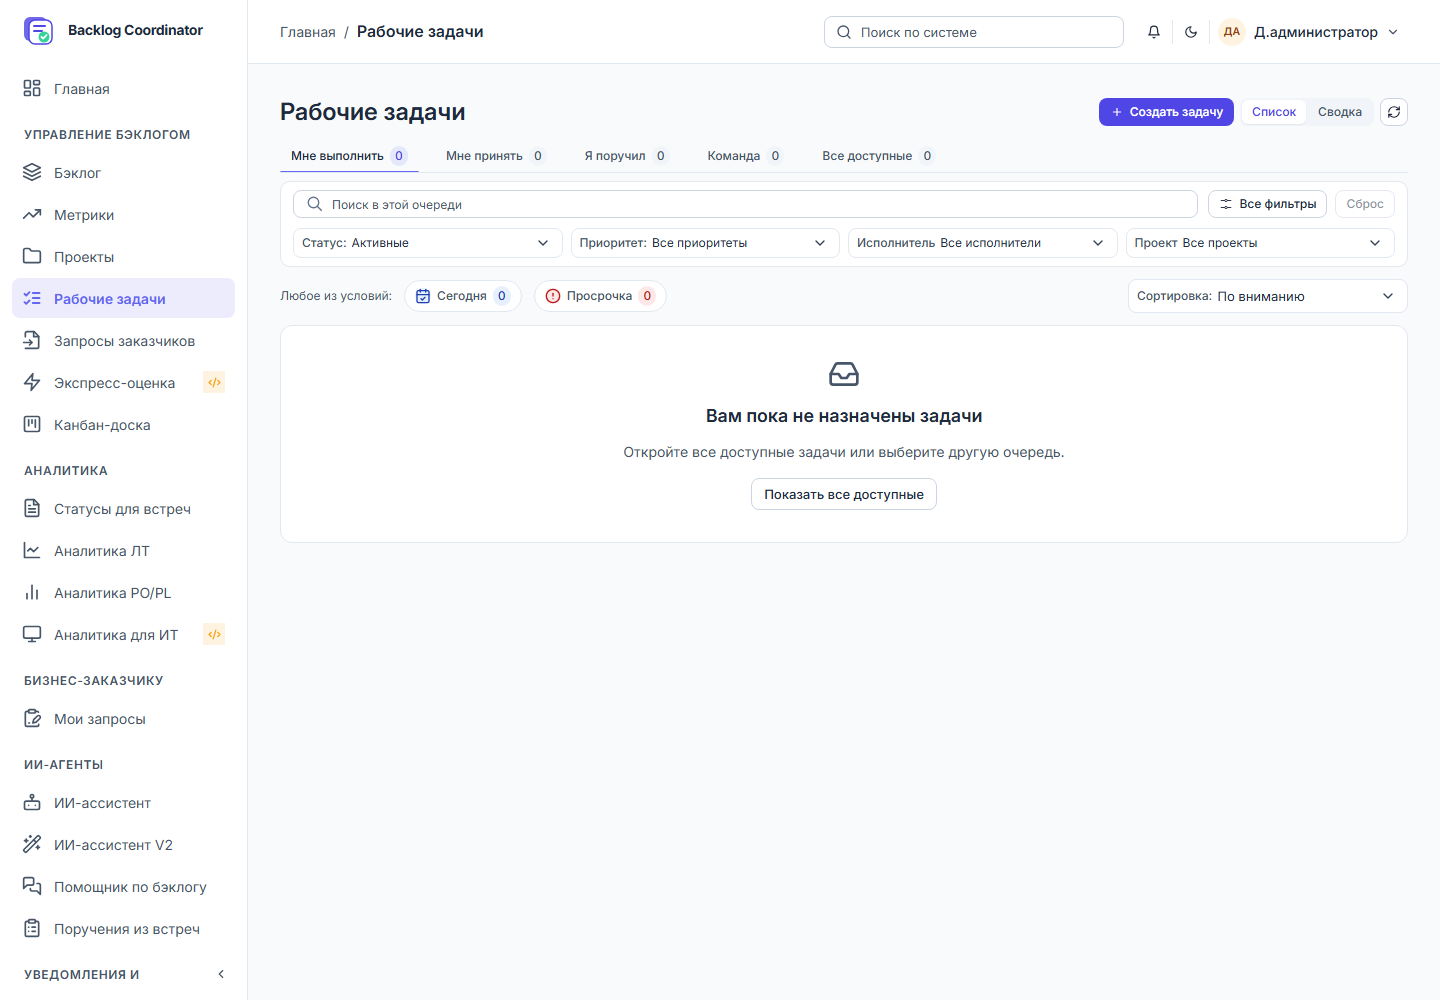 Backlog Coordinator
Главная / Рабочие задачи
Поиск по системе
ДА Д.администратор
Главная
УПРАВЛЕНИЕ БЭКЛОГОМ
Бэклог
Метрики
Проекты
Рабочие задачи
Запросы заказчиков
Экспресс-оценка
Канбан-доска
АНАЛИТИКА
Статусы для встреч
Аналитика ЛТ
Аналитика PO/PL
Аналитика для ИТ
БИЗНЕС-ЗАКАЗЧИКУ
Мои запросы
ИИ-АГЕНТЫ
ИИ-ассистент
ИИ-ассистент V2
Помощник по бэклогу
Поручения из встреч
УВЕДОМЛЕНИЯ И
Рабочие задачи
+ Создать задачу Список Сводка
Мне выполнить 0 Мне принять 0 Я поручил 0 Команда 0 Все доступные 0
Поиск в этой очереди Все фильтры Сброс
Статус: Активные Приоритет: Все приоритеты Исполнитель Все исполнители Проект Все проекты
Любое из условий: Сегодня 0 Просрочка 0 Сортировка: По вниманию
Вам пока не назначены задачи
Откройте все доступные задачи или выберите другую очередь.
Показать все доступные